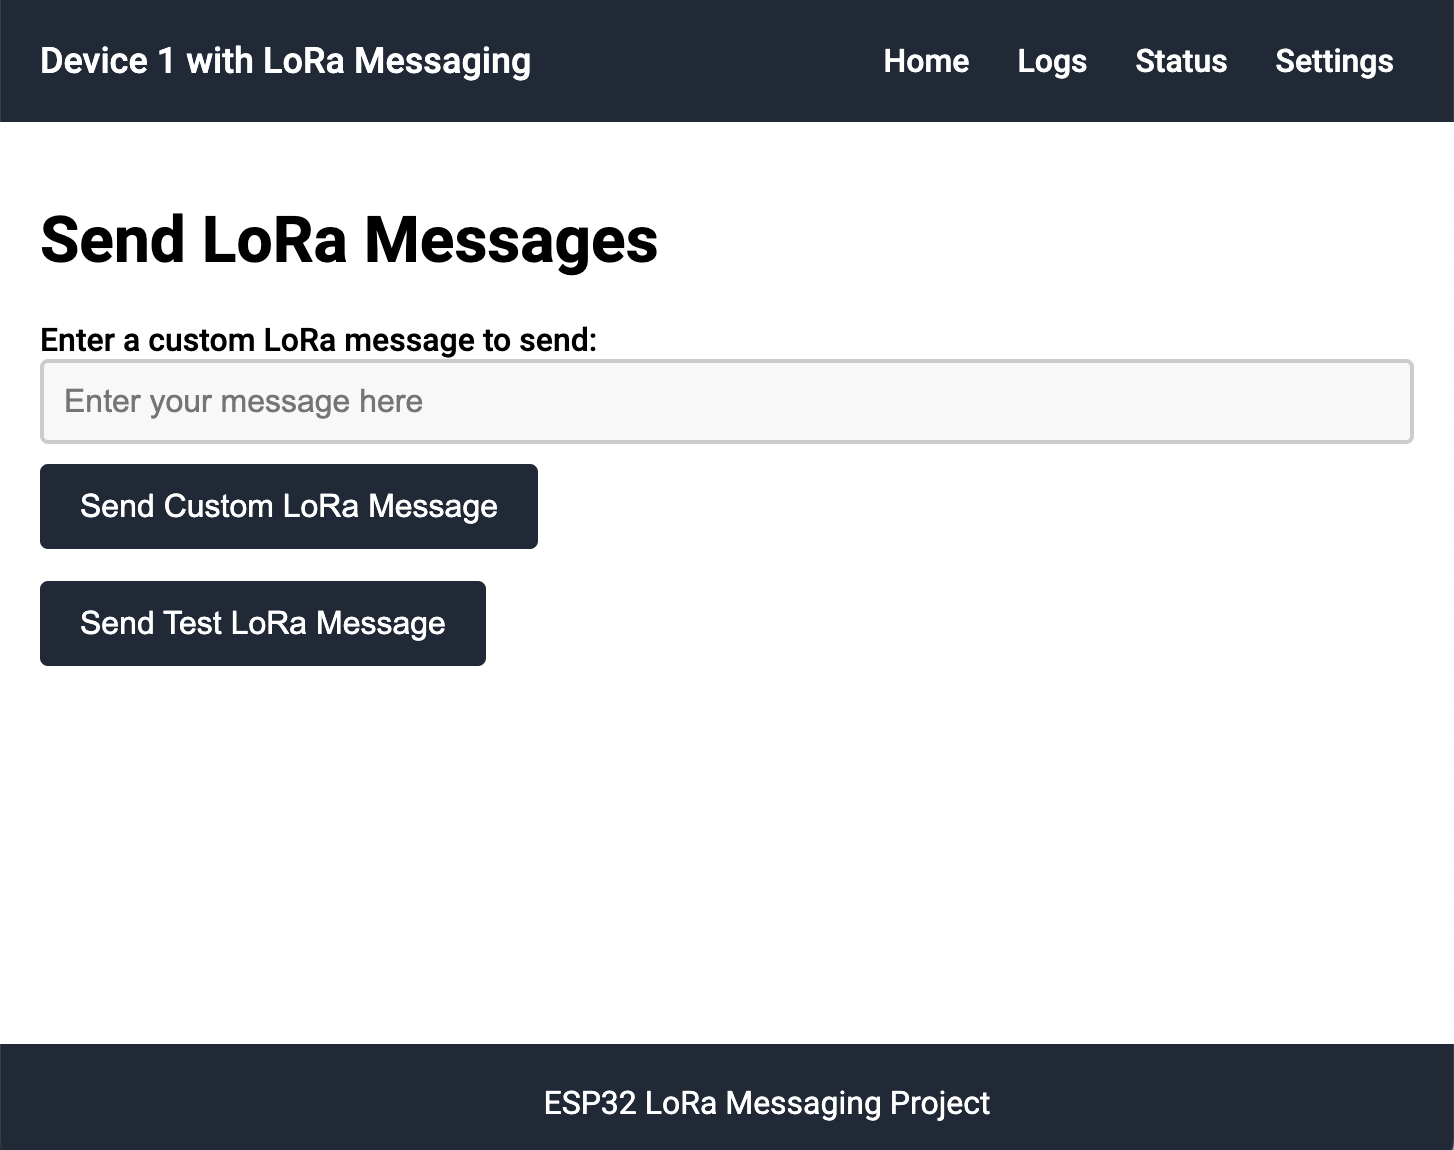 Device 1 with LoRa Messaging
Home Logs Status Settings
Send LoRa Messages
Enter a custom LoRa message to send:
Enter your message here
Send Custom LoRa Message
Send Test LoRa Message
ESP32 LoRa Messaging Project